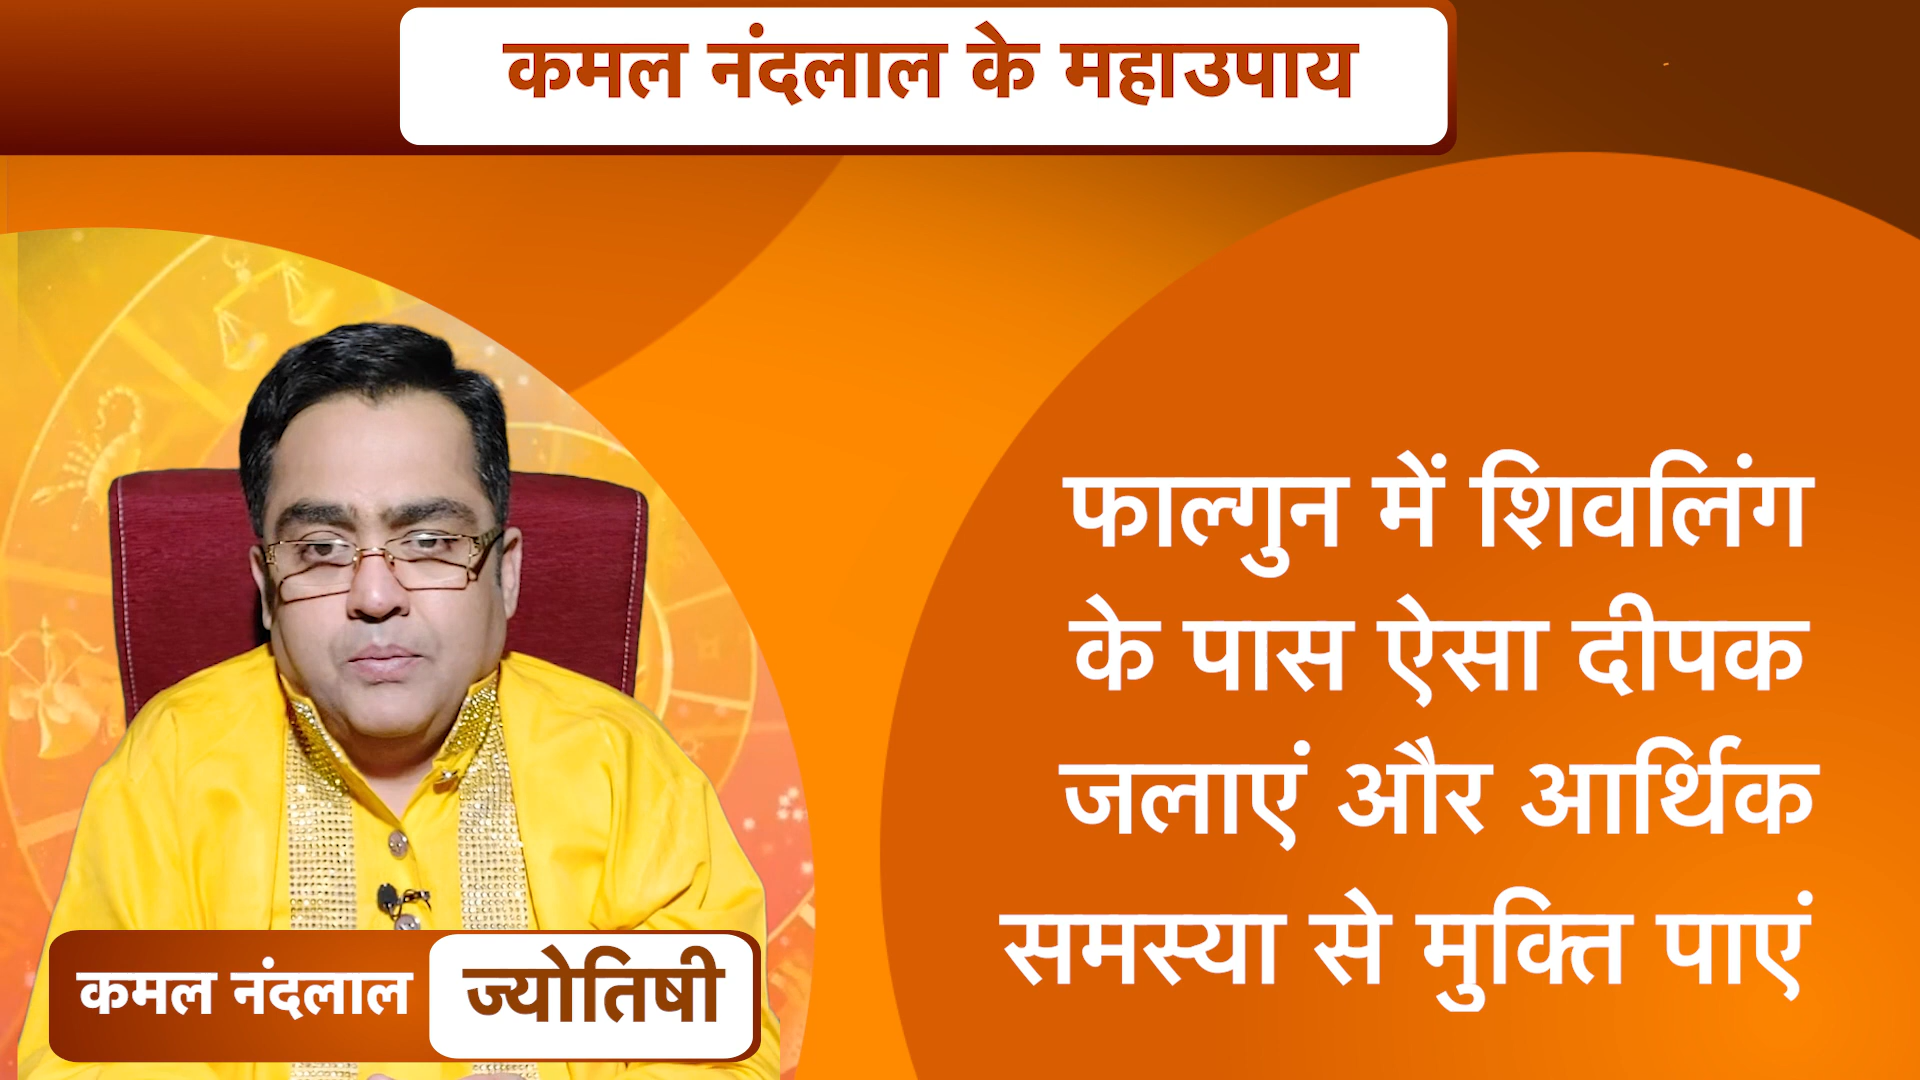 कमल नंदलाल के महाउपाय
फाल्गुन में शिवलिंग
के पास ऐसा दीपक
जलाएं और आर्थिक
समस्या से मुक्ति पाएं
कमल नंदलाल ज्योतिषी